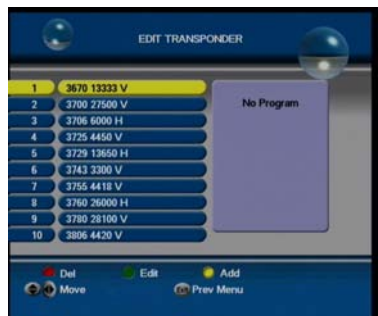 EDIT TRANSPONDER
1 3670 13333 V
No Program
2 3700 27500 V
3 3706 6000 H
4 3725 4450 V
5 3729 13650 H
6 3743 3300 V
7 3755 4418 V
8 3760 26000 H
9 3780 28100 V
10 3806 4420 V
Del Edit Add
Move Exit Prev Menu